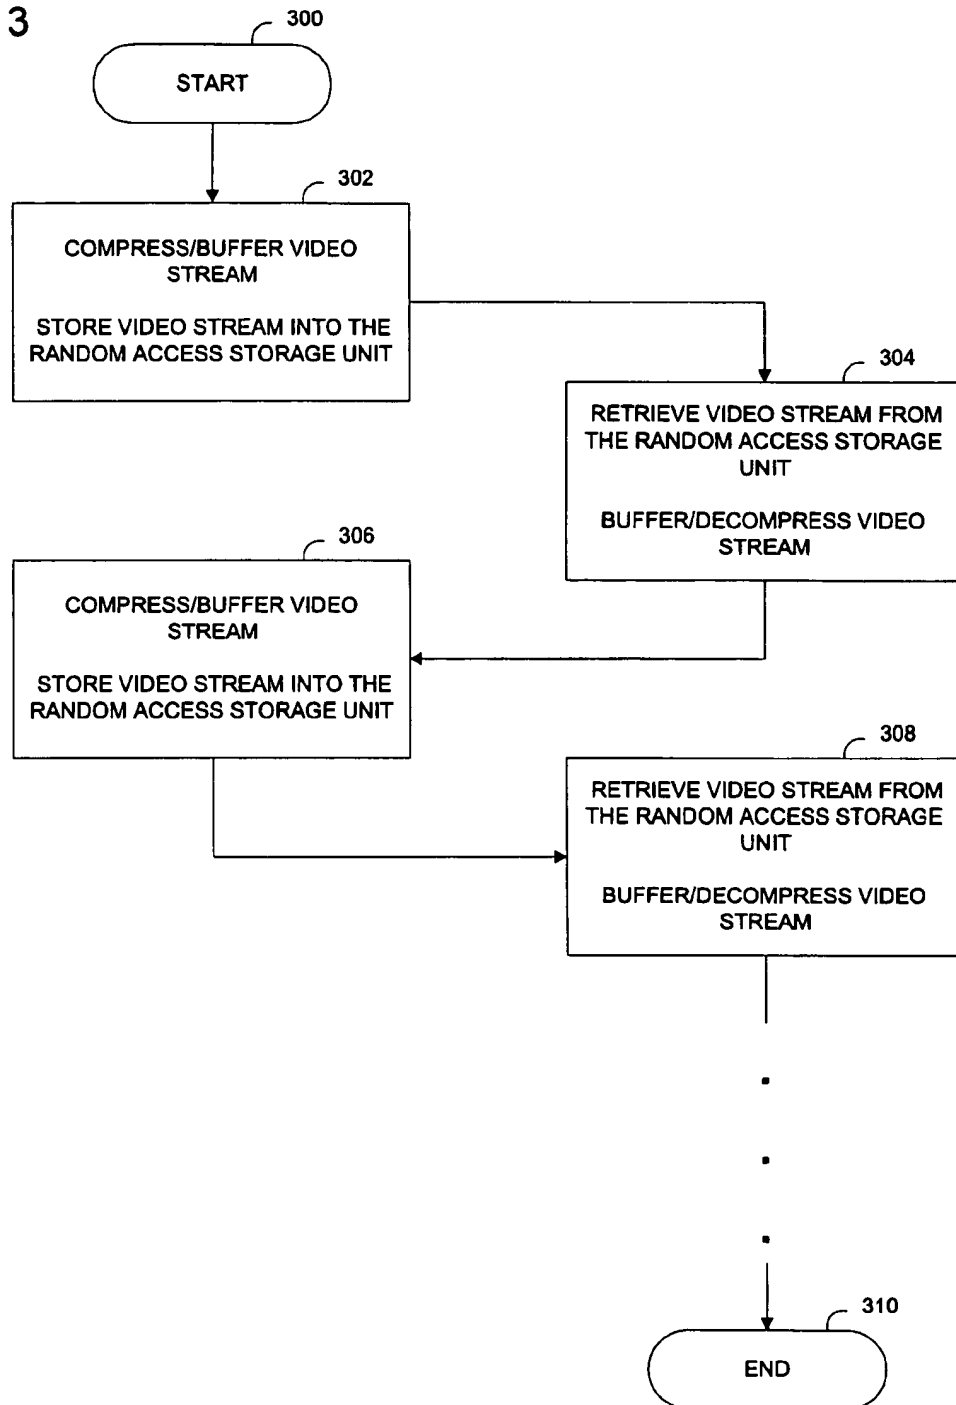 3
300
START
302
COMPRESS/BUFFER VIDEO
STREAM
STORE VIDEO STREAM INTO THE
RANDOM ACCESS STORAGE UNIT
304
RETRIEVE VIDEO STREAM FROM
THE RANDOM ACCESS STORAGE
UNIT
BUFFER/DECOMPRESS VIDEO
STREAM
306
COMPRESS/BUFFER VIDEO
STREAM
STORE VIDEO STREAM INTO THE
RANDOM ACCESS STORAGE UNIT
308
RETRIEVE VIDEO STREAM FROM
THE RANDOM ACCESS STORAGE
UNIT
BUFFER/DECOMPRESS VIDEO
STREAM
310
END